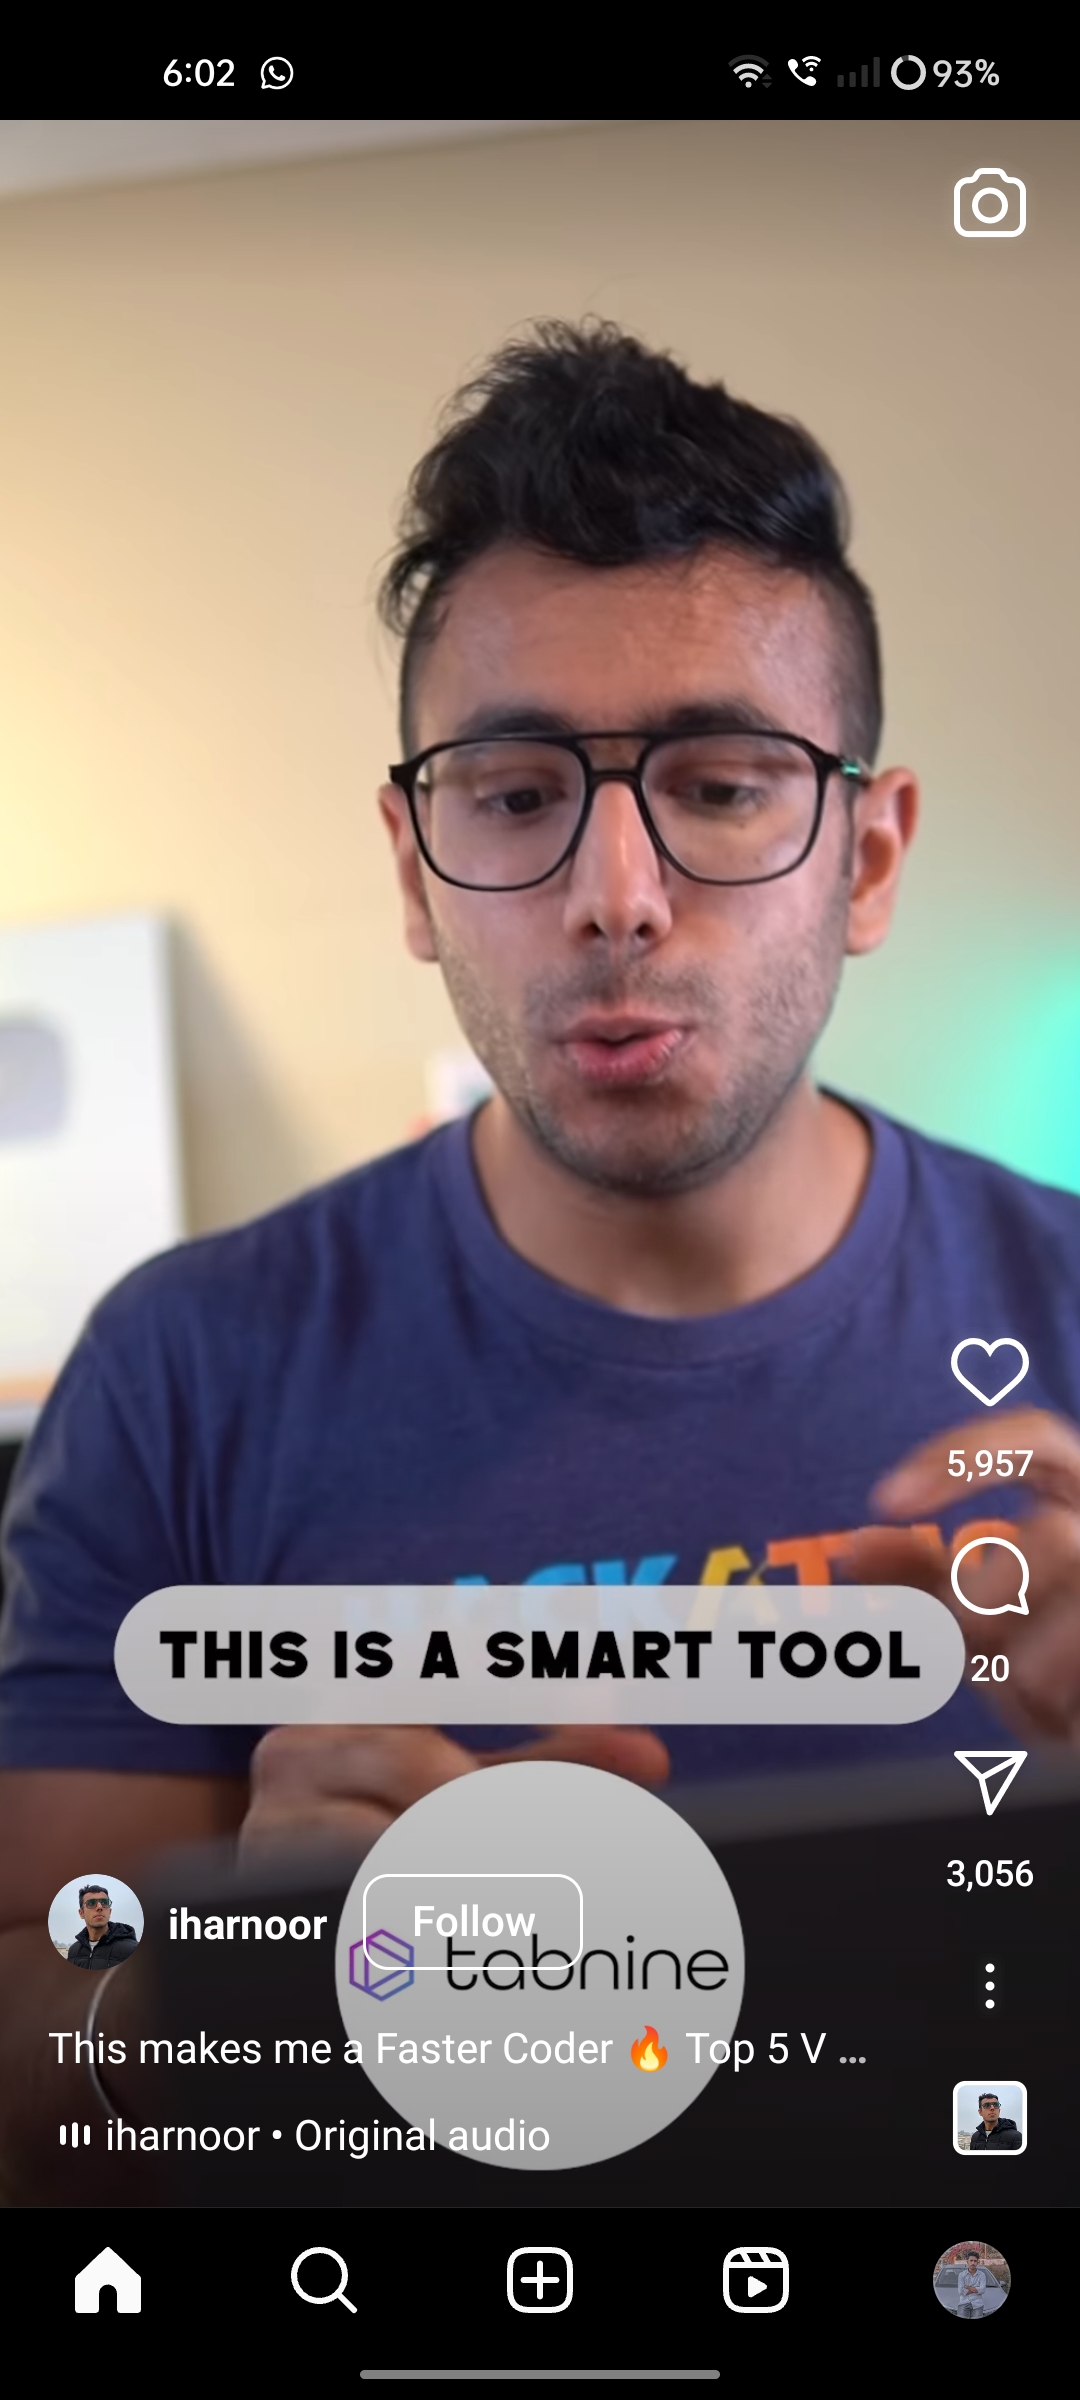 6:02
93%
5,957
THIS IS A SMART TOOL
20
3,056
iharnoor
Follow
tabnine
This makes me a Faster Coder 🔥 Top 5 V ...
iharnoor • Original audio